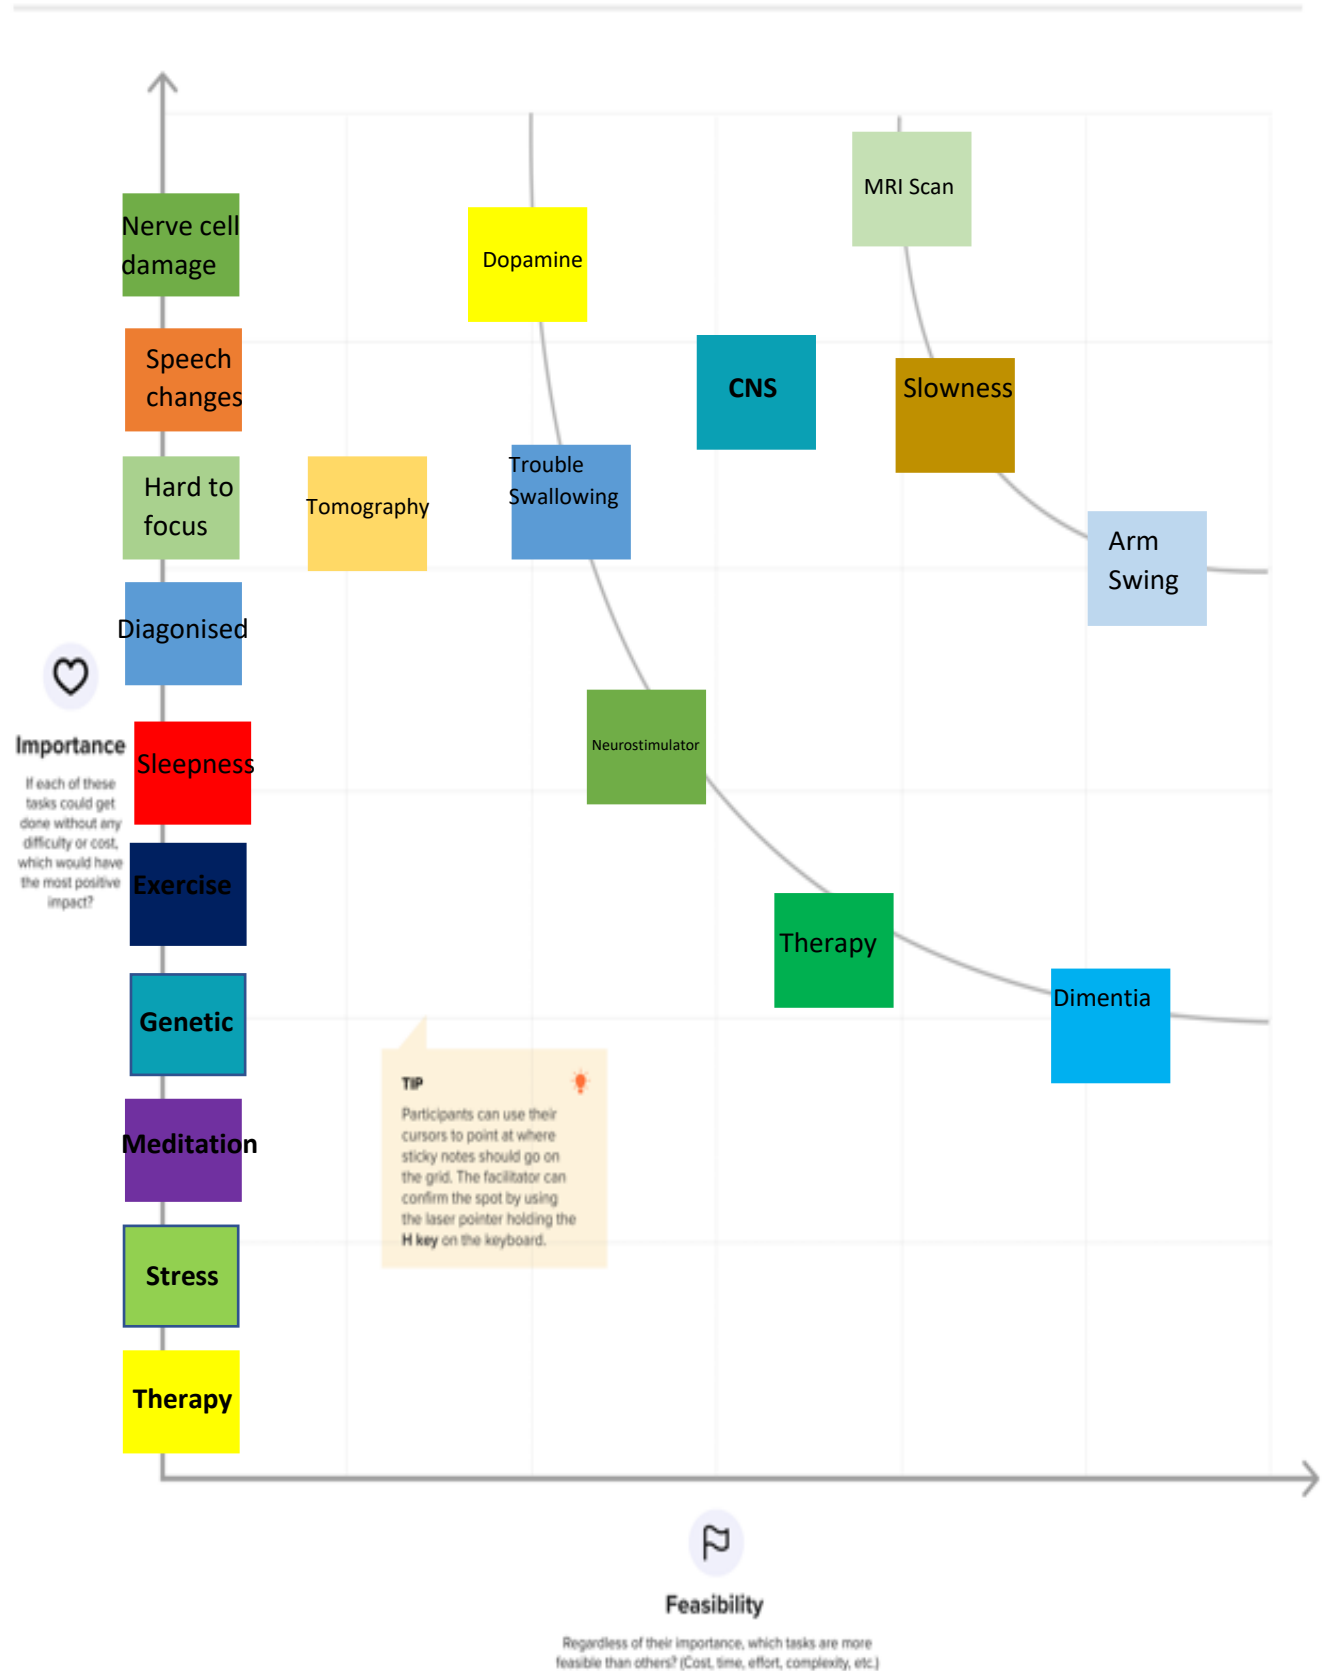 MRI Scan
Nerve cell
damage
Dopamine
Speech
changes
CNS
Slowness
Hard to
focus
Tomography
Trouble
Swallowing
Arm
Swing
Diagonised
Importance
If each of these
tasks could get
done without any
difficulty or cost,
which would have
the most positive
impact?
Sleepness
Neurostimulator
Exercise
Therapy
Genetic
Dimentia
TIP
Participants can use their
cursors to point at where
sticky notes should go on
the grid. The facilitator can
confirm the spot by using
the laser pointer holding the
H key on the keyboard.
Meditation
Stress
Therapy
Feasibility
Regardless of their importance, which tasks are more
feasible than others? (Cost, time, effort, complexity, etc.)